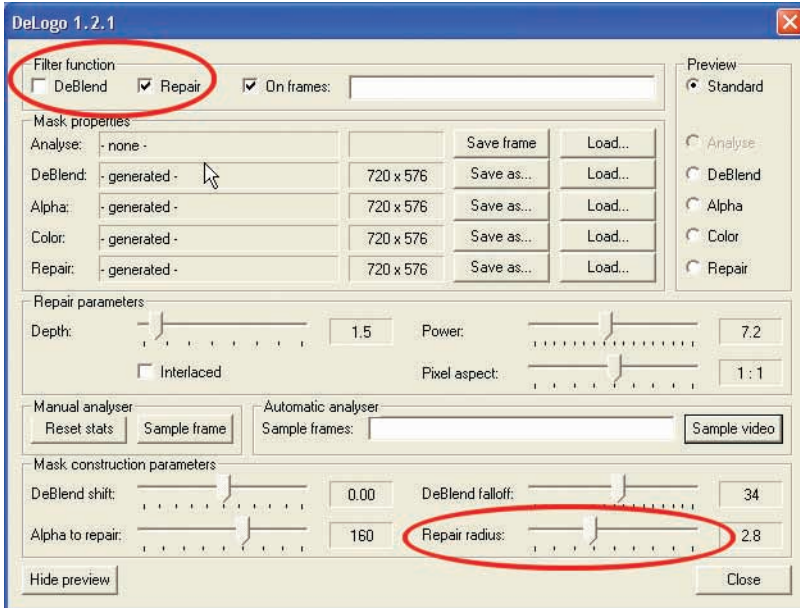 DeLogo 1.2.1
Filter function
DeBlend Repair On frames:
Preview
Standard
Analyse
DeBlend
Alpha
Color
Repair
Mask properties
Analyse: - none - Save frame Load...
DeBlend: - generated - 720 x 576 Save as... Load...
Alpha: - generated - 720 x 576 Save as... Load...
Color: - generated - 720 x 576 Save as... Load...
Repair: - generated - 720 x 576 Save as... Load...
Repair parameters
Depth: 1.5 Power: 7.2
Interlaced Pixel aspect: 1 : 1
Manual analyser
Reset stats Sample frame
Automatic analyser
Sample frames: Sample video
Mask construction parameters
DeBlend shift: 0.00 DeBlend falloff: 34
Alpha to repair: 160 Repair radius: 2.8
Hide preview Close